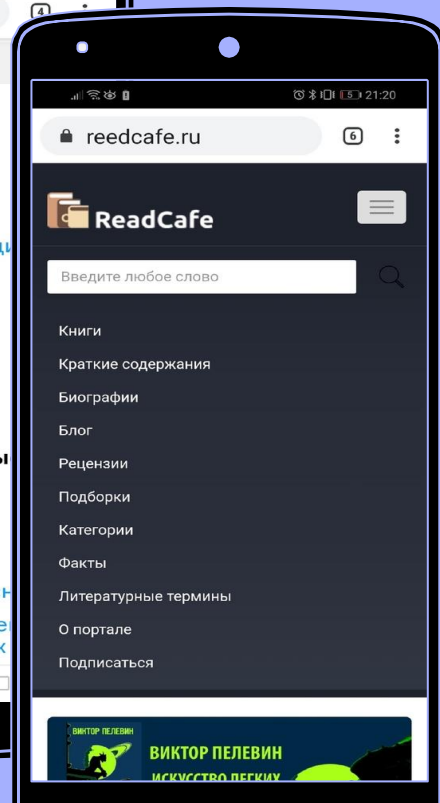 4
5 21:20
reedcafe.ru
6
ReadCafe
Введите любое слово
Книги
Краткие содержания
Биографии
Блог
Рецензии
Подборки
Категории
Факты
Литературные термины
О портале
Подписаться
ВИКТОР ПЕЛЕВИН
ВИКТОР ПЕЛЕВИН
ИСКУССТВО ЛЕГКИХ